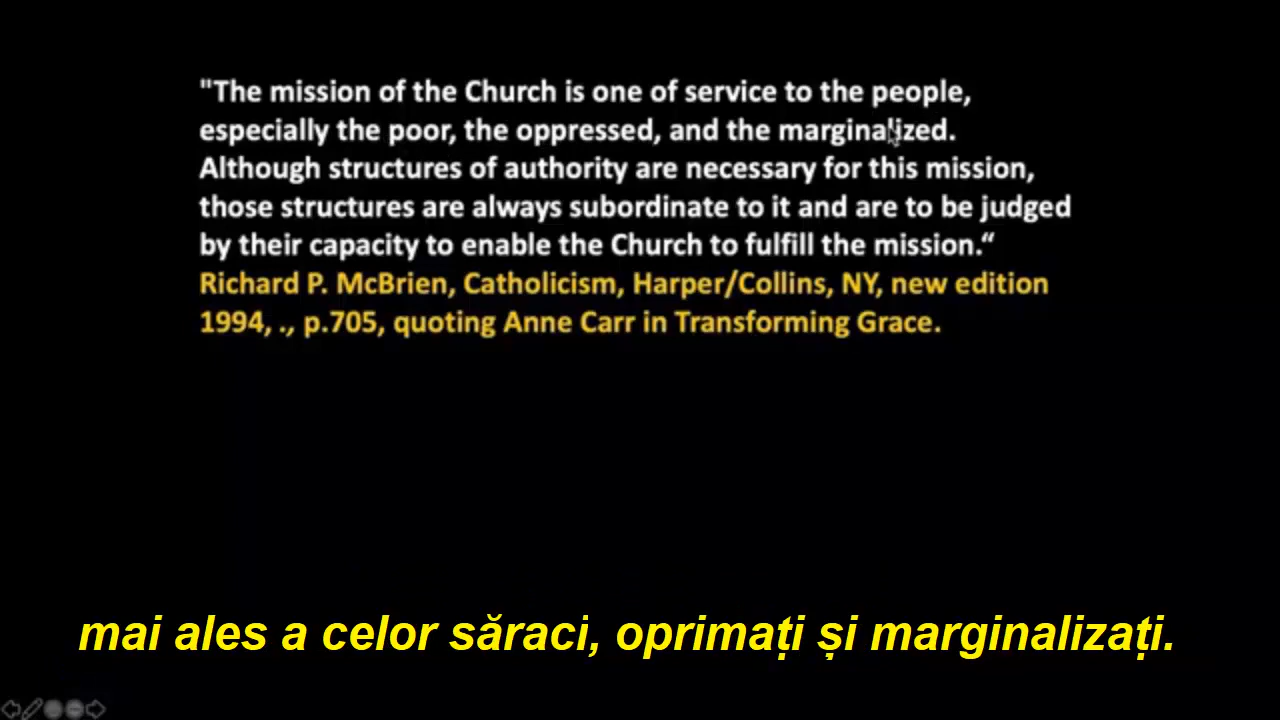 "The mission of the Church is one of service to the people,
especially the poor, the oppressed, and the marginalized.
Although structures of authority are necessary for this mission,
those structures are always subordinate to it and are to be judged
by their capacity to enable the Church to fulfill the mission.“
Richard P. McBrien, Catholicism, Harper/Collins, NY, new edition
1994, ., p.705, quoting Anne Carr in Transforming Grace.
mai ales a celor săraci, oprimați și marginalizați.